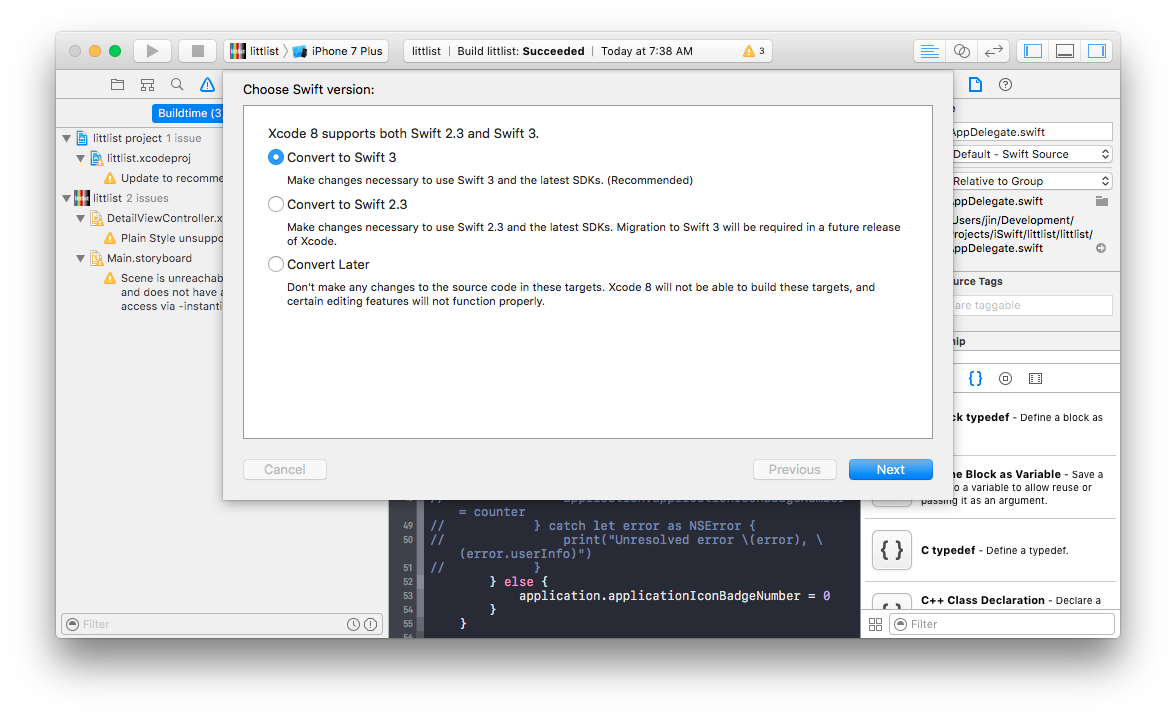 littlist
littlist
iPhone 7 Plus
littlist | Build littlist: Succeeded | Today at 7:38 AM
3
Buildtime (3
littlist project 1 issue
littlist.xcodeproj
Update to recomme
littlist 2 issues
DetailViewController.x
Plain Style unsuppo
Main.storyboard
Scene is unreachab
and does not have a
access via -instanti
Filter
Choose Swift version:
Xcode 8 supports both Swift 2.3 and Swift 3.
Convert to Swift 3
Make changes necessary to use Swift 3 and the latest SDKs. (Recommended)
Convert to Swift 2.3
Make changes necessary to use Swift 2.3 and the latest SDKs. Migration to Swift 3 will be required in a future release
of Xcode.
Convert Later
Don't make any changes to the source code in these targets. Xcode 8 will not be able to build these targets, and
certain editing features will not function properly.
Cancel
Previous
Next
= counter
49 // } catch let error as NSError {
50 // print("Unresolved error \(error), \
(error.userInfo)")
51 // }
52 } else {
53 application.applicationIconBadgeNumber = 0
54 }
55 }
AppDelegate.swift
Default - Swift Source
Relative to Group
AppDelegate.swift
Users/jin/Development/
rojects/iSwift/littlist/littlist/
AppDelegate.swift
urce Tags
are taggable
hip
{}
ck typedef - Define a block as
ne Block as Variable - Save a
o a variable to allow reuse or
passing it as an argument.
{ }
C typedef - Define a typedef.
{ }
C++ Class Declaration - Declare a
Filter